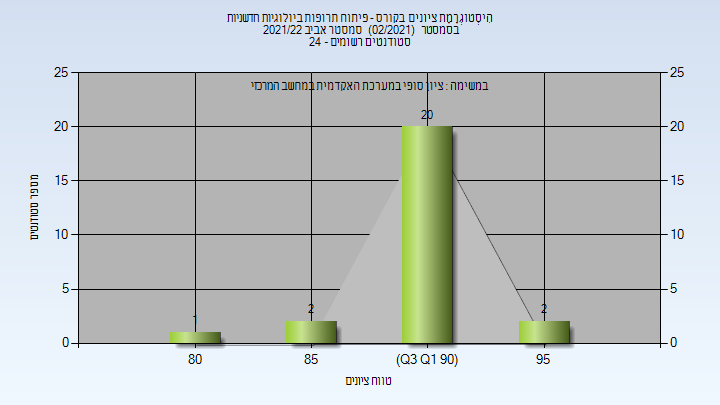 היסטוגרמת ציונים בקורס - פיתוח תרופות ביולוגיות חדשניות
בסמסטר (02/2021) סמסטר אביב 2021/22
סטודנטים רשומים - 24
במשימה : ציון סופי במערכת האקדמית במחשב המרכזי
25 25
20 20
15 15
10 10
5 5
0 0
1
2
20
2
מספר סטודנטים
80 85 (Q3 Q1 90) 95
טווח ציונים